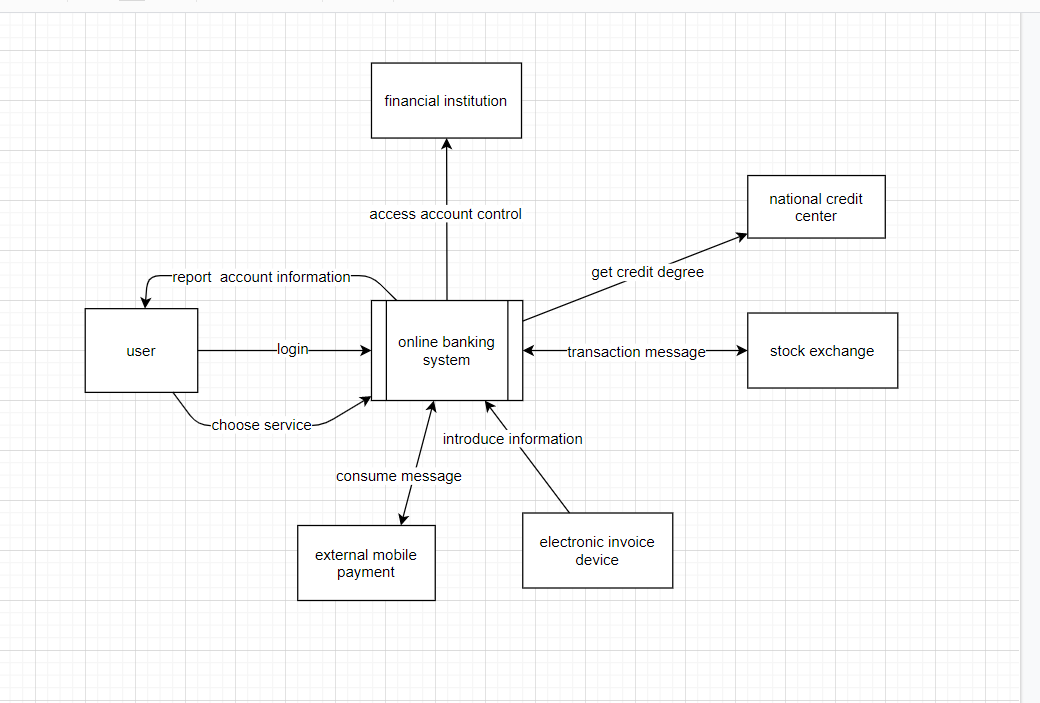 financial institution
access account control
national credit
center
get credit degree
report  account information
user
login
online banking
system
transaction message
stock exchange
choose service
introduce information
consume message
external mobile
payment
electronic invoice
device